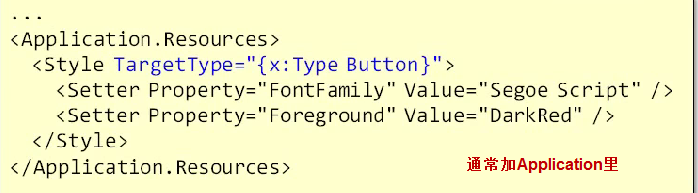 ...
<Application.Resources>
<Style TargetType="{x:Type Button}">
<Setter Property="FontFamily" Value="Segoe Script" />
<Setter Property="Foreground" Value="DarkRed" />
</Style>
</Application.Resources>
通常加Application里